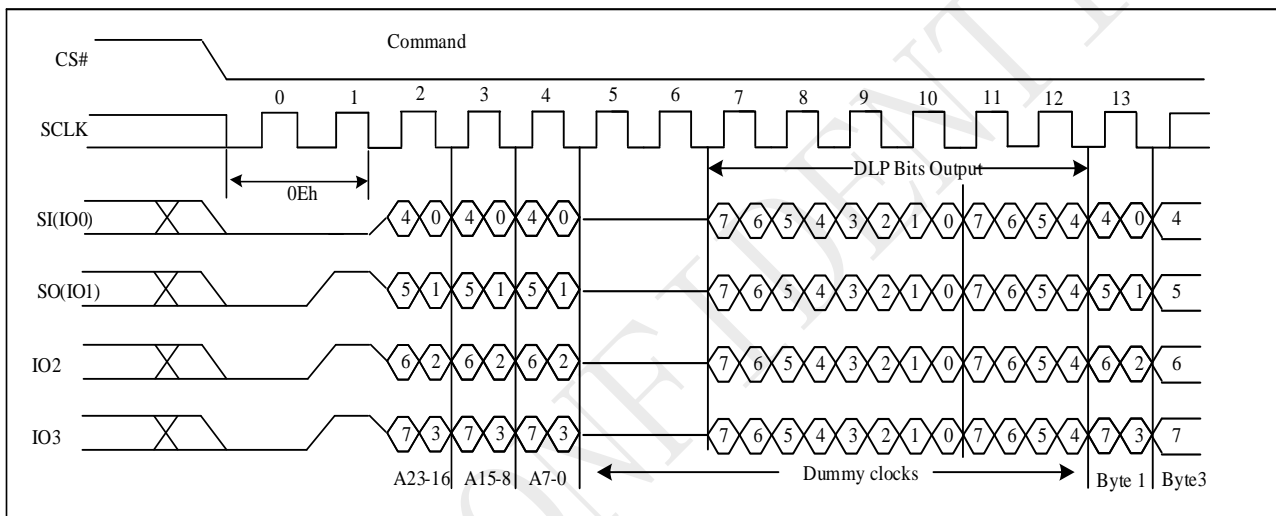 Command
CS#
0 1 2 3 4 5 6 7 8 9 10 11 12 13
SCLK
DLP Bits Output
0Eh
SI(IO0) 4 0 4 0 4 0 7 6 5 4 3 2 1 0 7 6 5 4 4 0 4
SO(IO1) 5 1 5 1 5 1 7 6 5 4 3 2 1 0 7 6 5 4 5 1 5
IO2 6 2 6 2 6 2 7 6 5 4 3 2 1 0 7 6 5 4 6 2 6
IO3 7 3 7 3 7 3 7 6 5 4 3 2 1 0 7 6 5 4 7 3 7
A23-16 A15-8 A7-0 Dummy clocks Byte 1 Byte3